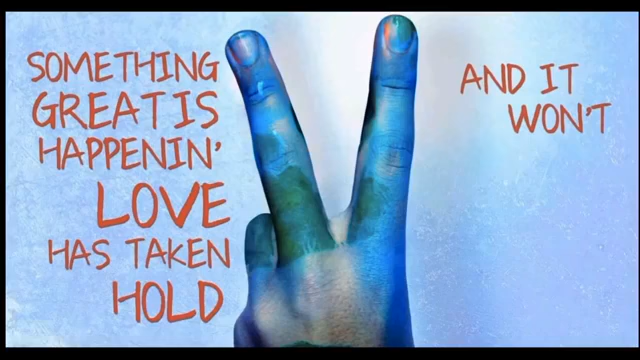 SOMETHING
GREAT IS
HAPPENIN'
LOVE
HAS TAKEN
HOLD
AND IT
WON'T